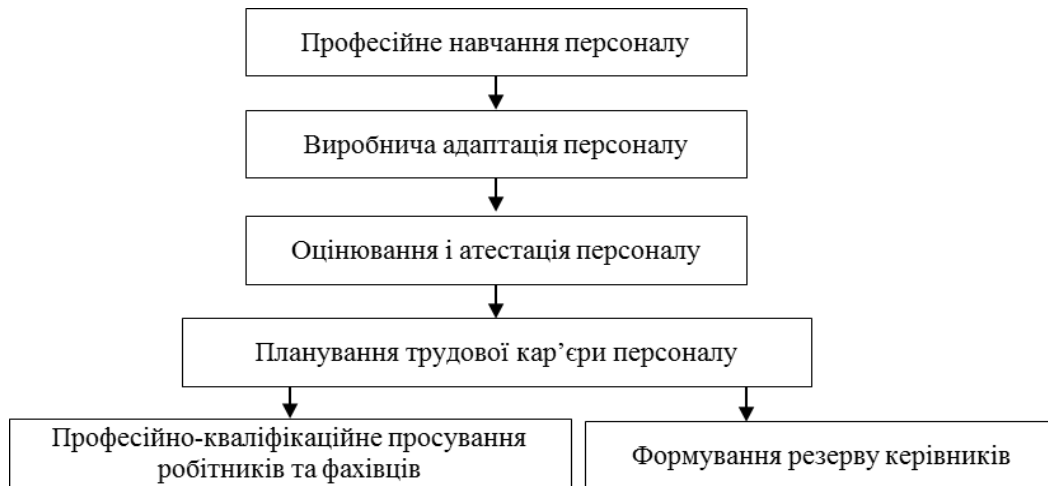 Професійне навчання персоналу
Виробнича адаптація персоналу
Оцінювання і атестація персоналу
Планування трудової кар’єри персоналу
Професійно-кваліфікаційне просування
робітників та фахівців
Формування резерву керівників